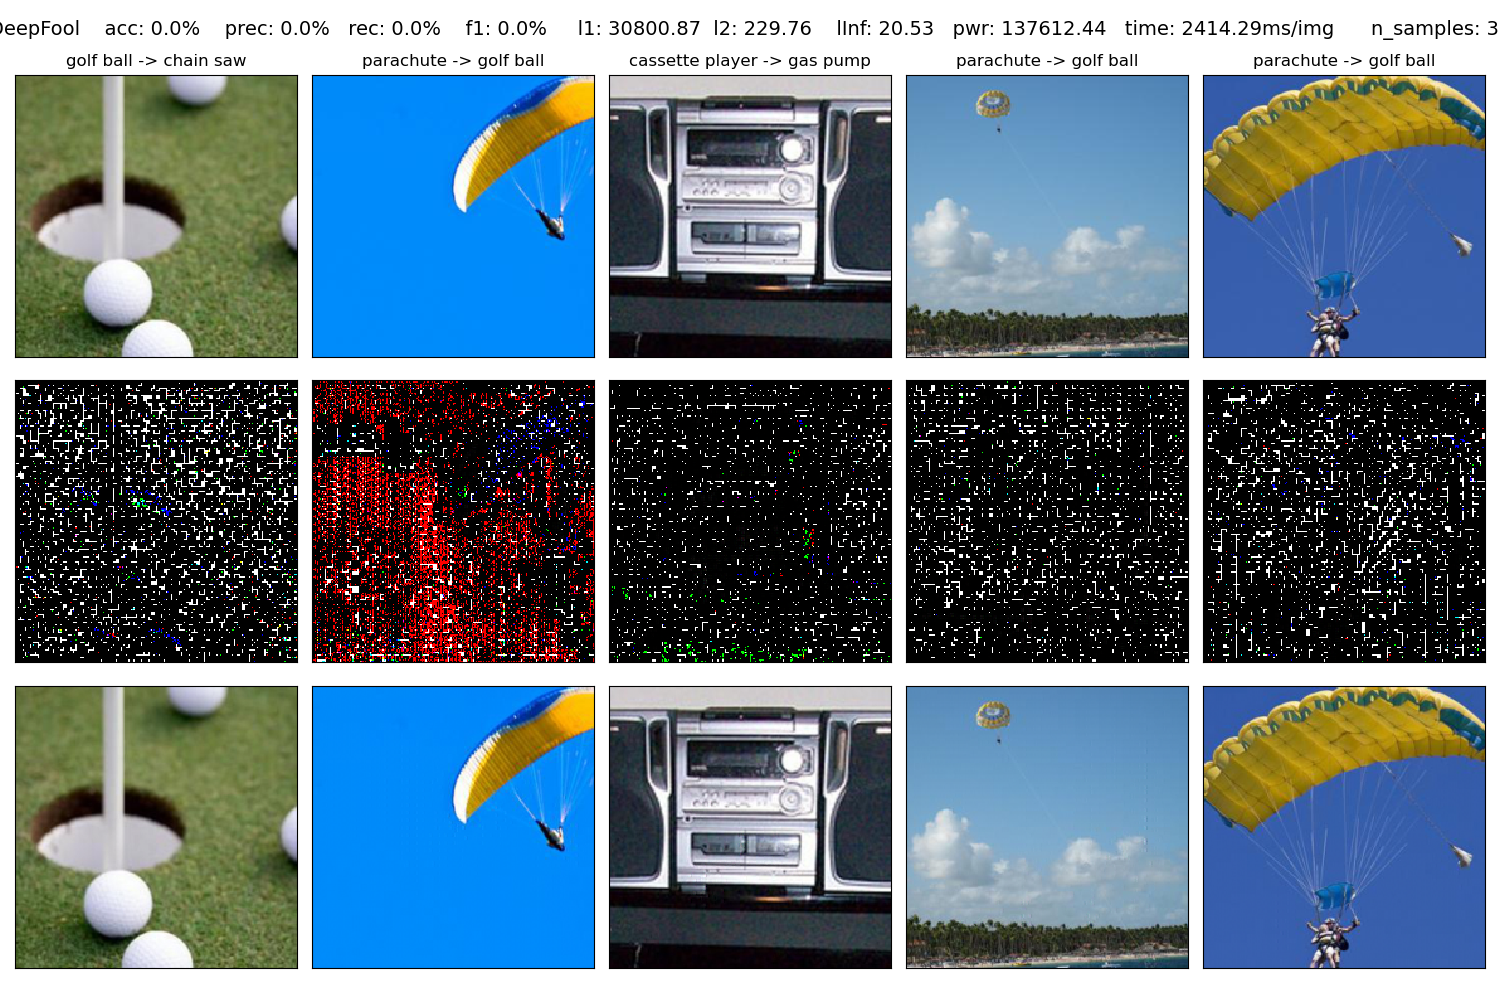 DeepFool acc: 0.0% prec: 0.0% rec: 0.0% f1: 0.0% l1: 30800.87 l2: 229.76 lInf: 20.53 pwr: 137612.44 time: 2414.29ms/img n_samples: 3
golf ball -> chain saw
parachute -> golf ball
cassette player -> gas pump
parachute -> golf ball
parachute -> golf ball